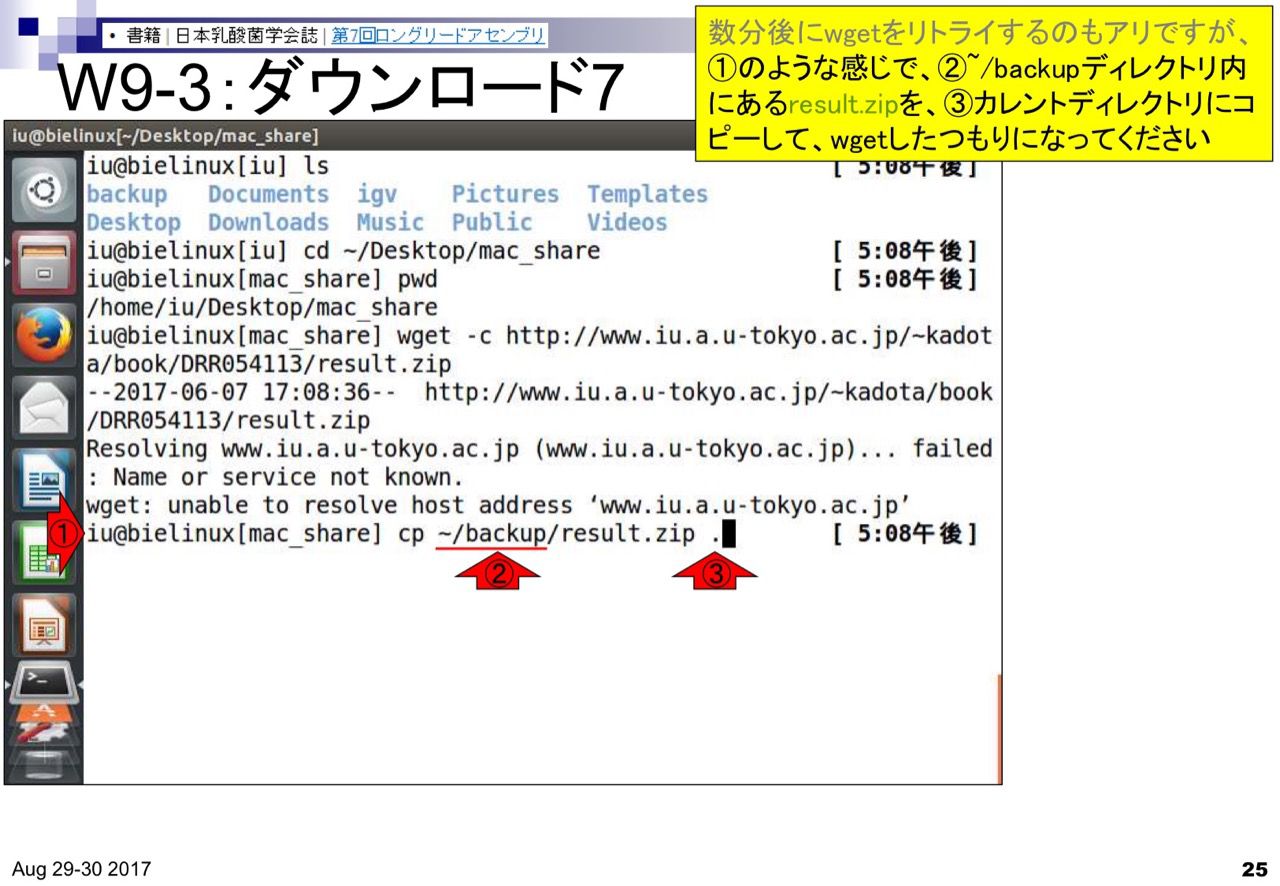 • 書籍 | 日本乳酸菌学会誌 | 第7回ロングリードアセンブリ
W9-3：ダウンロード7
数分後にwgetをリトライするのもアリですが、
①のような感じで、②~/backupディレクトリ内
にあるresult.zipを、③カレントディレクトリにコ
ピーして、wgetしたつもりになってください
iu@bielinux[~/Desktop/mac_share]
iu@bielinux[iu] ls [ 5:08午後]
backup Documents igv Pictures Templates
Desktop Downloads Music Public Videos
iu@bielinux[iu] cd ~/Desktop/mac_share [ 5:08午後]
iu@bielinux[mac_share] pwd [ 5:08午後]
/home/iu/Desktop/mac_share
iu@bielinux[mac_share] wget -c http://www.iu.a.u-tokyo.ac.jp/~kadot
a/book/DRR054113/result.zip
--2017-06-07 17:08:36-- http://www.iu.a.u-tokyo.ac.jp/~kadota/book
/DRR054113/result.zip
Resolving www.iu.a.u-tokyo.ac.jp (www.iu.a.u-tokyo.ac.jp)... failed
: Name or service not known.
wget: unable to resolve host address ‘www.iu.a.u-tokyo.ac.jp’
①
iu@bielinux[mac_share] cp ~/backup/result.zip . [ 5:08午後]
② ③
Aug 29-30 2017
25